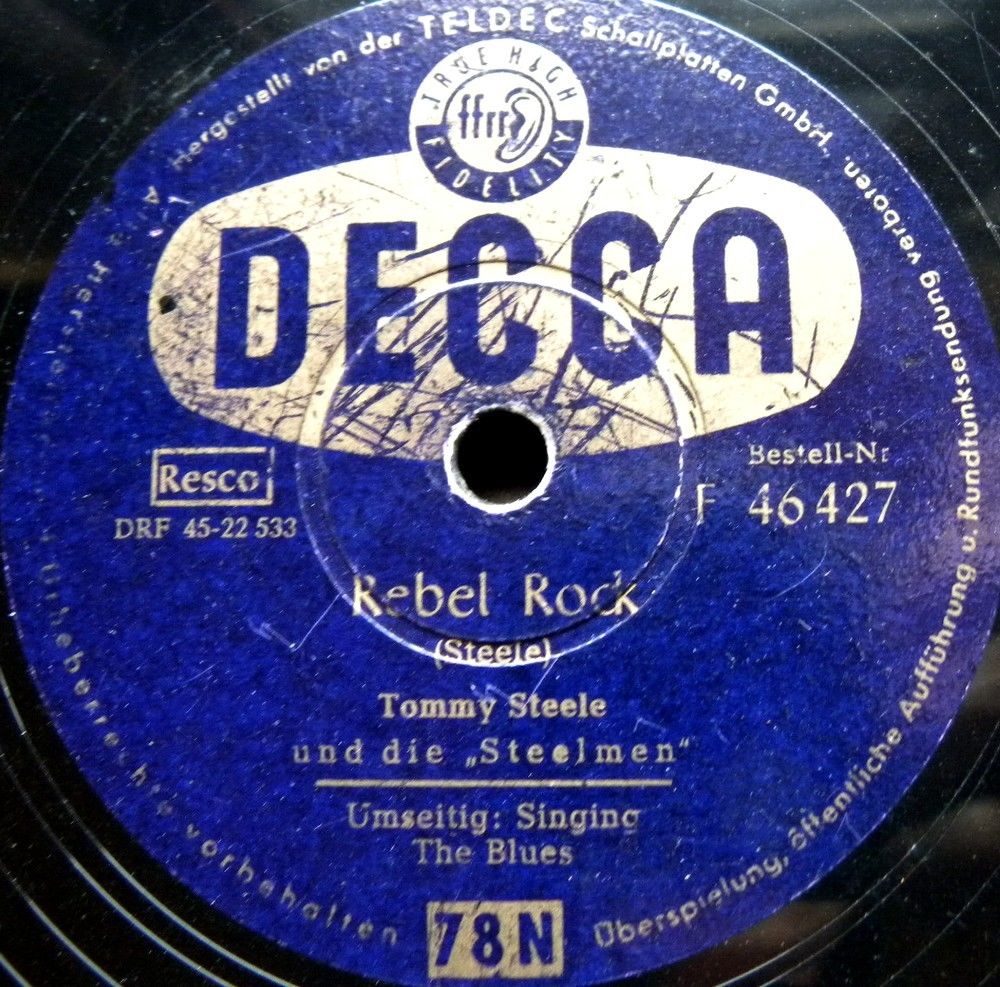 Hergestellt von der TELDEC Schallplatten GmbH.
TRUE HIGH
ffrr
FIDELITY
DECCA
Resco
DRF 45-22 533
Bestell-Nr
F 46 427
Rebel Rock
(Steele)
Tommy Steele
und die „Steelmen“
Umseitig: Singing
The Blues
78N
Urheberrechte vorbehalten
Überspielung, öffentliche Aufführung u. Rundfunksendung verboten.